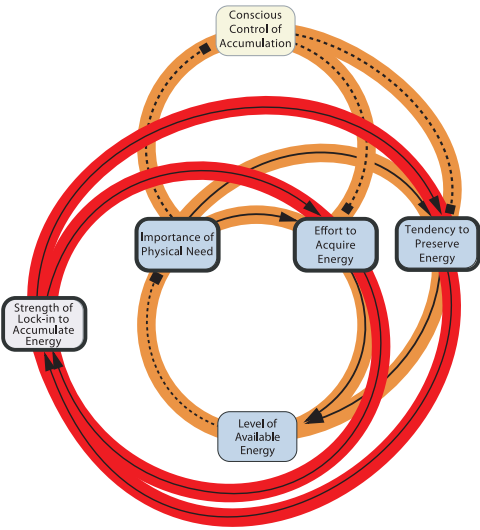 Conscious
Control of
Accumulation
Importance of
Physical Need
Effort to
Acquire
Energy
Tendency to
Preserve
Energy
Strength of
Lock-in to
Accumulate
Energy
Level of
Available
Energy